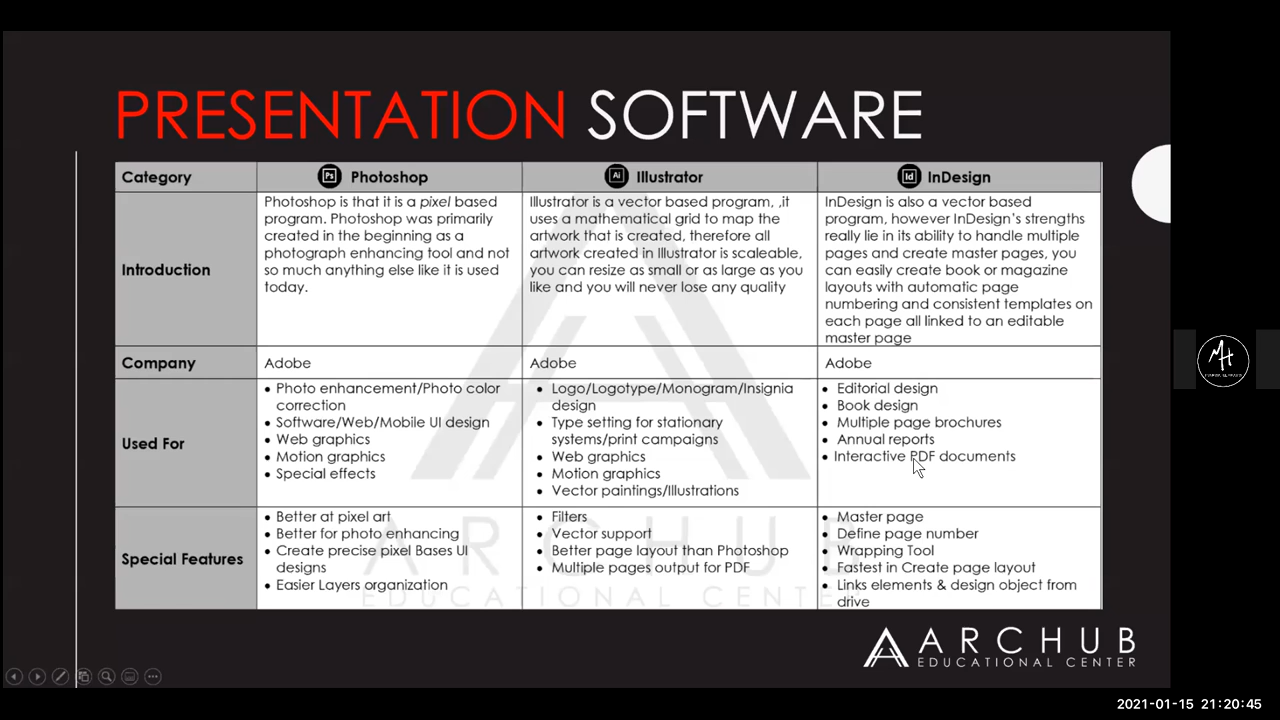 PRESENTATION SOFTWARE
Category
Ps Photoshop
Ai Illustrator
Id InDesign
Introduction
Photoshop is that it is a pixel based
program. Photoshop was primarily
created in the beginning as a
photograph enhancing tool and not
so much anything else like it is used
today.
Illustrator is a vector based program, ,it
uses a mathematical grid to map the
artwork that is created, therefore all
artwork created in Illustrator is scaleable,
you can resize as small or as large as you
like and you will never lose any quality
InDesign is also a vector based
program, however InDesign's strengths
really lie in its ability to handle multiple
pages and create master pages, you
can easily create book or magazine
layouts with automatic page
numbering and consistent templates on
each page all linked to an editable
master page
Company
Adobe
Adobe
Adobe
Used For
• Photo enhancement/Photo color
correction
• Software/Web/Mobile UI design
• Web graphics
• Motion graphics
• Special effects
• Logo/Logotype/Monogram/Insignia
design
• Type setting for stationary
systems/print campaigns
• Web graphics
• Motion graphics
• Vector paintings/Illustrations
• Editorial design
• Book design
• Multiple page brochures
• Annual reports
• Interactive PDF documents
Special Features
• Better at pixel art
• Better for photo enhancing
• Create precise pixel Bases UI
designs
• Easier Layers organization
• Filters
• Vector support
• Better page layout than Photoshop
• Multiple pages output for PDF
• Master page
• Define page number
• Wrapping Tool
• Fastest in Create page layout
• Links elements & design object from
drive
ARCHUB
EDUCATIONAL CENTER
ARCHUB
EDUCATIONAL CENTER
MH
2021-01-15 21:20:45